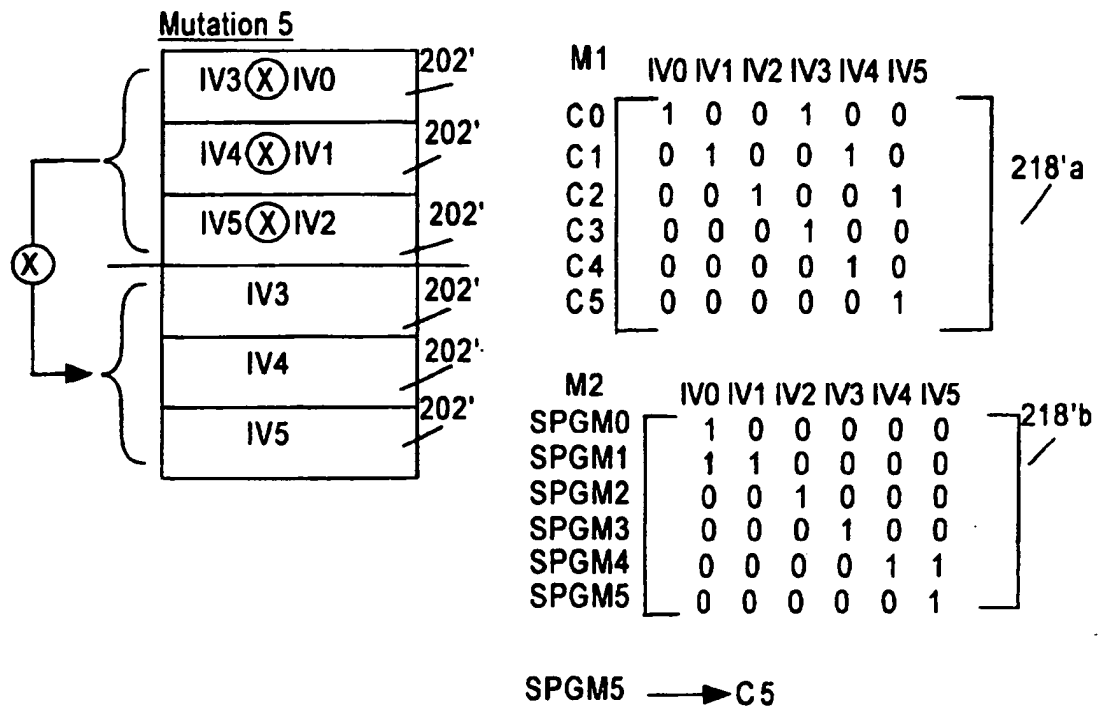 Mutation 5
IV3 X IV0 202'
IV4 X IV1 202'
IV5 X IV2 202'
X
IV3 202'
IV4 202'
IV5 202'
M1 IV0 IV1 IV2 IV3 IV4 IV5
C0 1 0 0 1 0 0
C1 0 1 0 0 1 0
C2 0 0 1 0 0 1
C3 0 0 0 1 0 0
C4 0 0 0 0 1 0
C5 0 0 0 0 0 1
218'a
M2 IV0 IV1 IV2 IV3 IV4 IV5
SPGM0 1 0 0 0 0 0
SPGM1 1 1 0 0 0 0
SPGM2 0 0 1 0 0 0
SPGM3 0 0 0 1 0 0
SPGM4 0 0 0 0 1 1
SPGM5 0 0 0 0 0 1
218'b
SPGM5 → C5